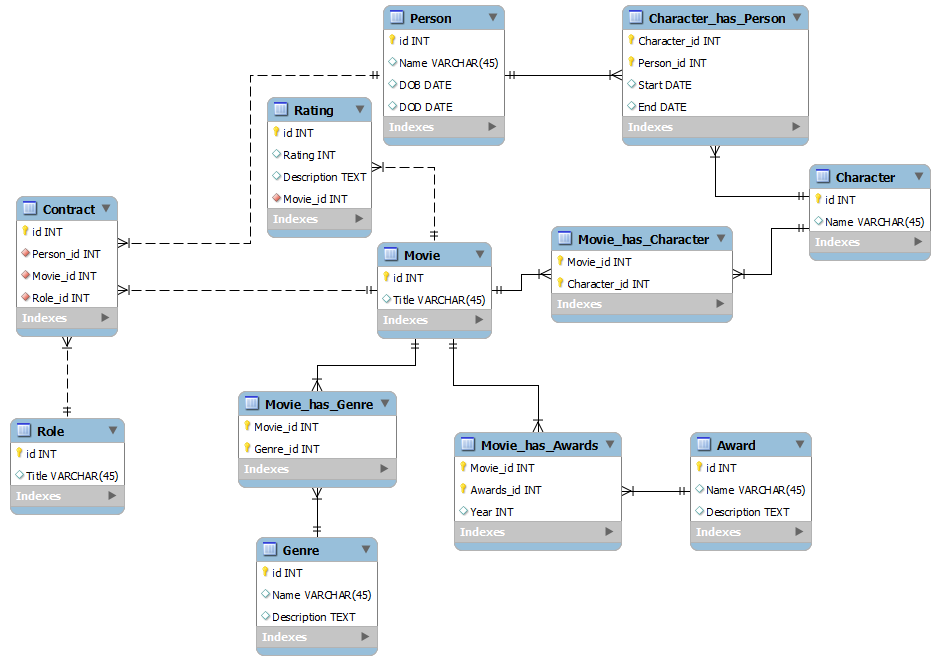 Person
id INT
Name VARCHAR(45)
DOB DATE
DOD DATE
Indexes
Character_has_Person
Character_id INT
Person_id INT
Start DATE
End DATE
Indexes
Rating
id INT
Rating INT
Description TEXT
Movie_id INT
Indexes
Character
id INT
Name VARCHAR(45)
Indexes
Contract
id INT
Person_id INT
Movie_id INT
Role_id INT
Indexes
Movie
id INT
Title VARCHAR(45)
Indexes
Movie_has_Character
Movie_id INT
Character_id INT
Indexes
Movie_has_Genre
Movie_id INT
Genre_id INT
Indexes
Role
id INT
Title VARCHAR(45)
Indexes
Movie_has_Awards
Movie_id INT
Awards_id INT
Year INT
Indexes
Award
id INT
Name VARCHAR(45)
Description TEXT
Indexes
Genre
id INT
Name VARCHAR(45)
Description TEXT
Indexes